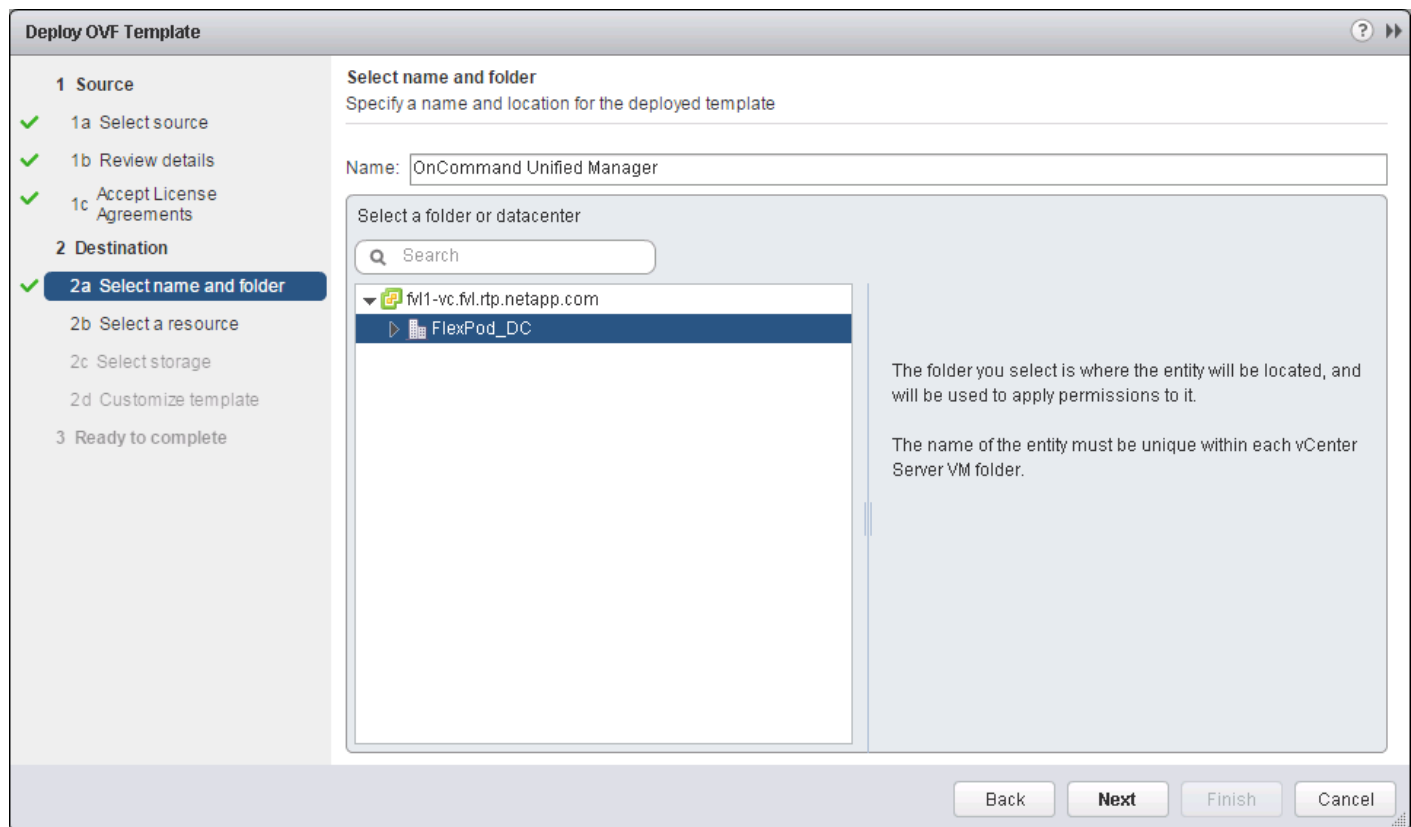 Deploy OVF Template
?
1 Source
1a Select source
1b Review details
1c Accept License
Agreements
2 Destination
2a Select name and folder
2b Select a resource
2c Select storage
2d Customize template
3 Ready to complete
Select name and folder
Specify a name and location for the deployed template
Name: OnCommand Unified Manager
Select a folder or datacenter
Search
fvl1-vc.fvl.rtp.netapp.com
FlexPod_DC
The folder you select is where the entity will be located, and
will be used to apply permissions to it.
The name of the entity must be unique within each vCenter
Server VM folder.
Back
Next
Finish
Cancel